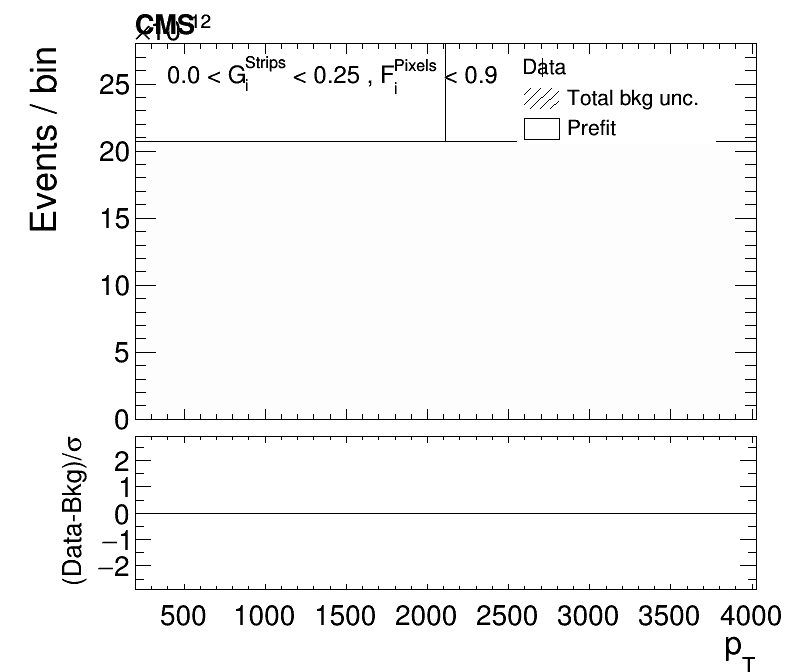 CMS
×10 12
0.0 < G_i^Strips < 0.25 , F_i^Pixels < 0.9
Data
Total bkg unc.
Prefit
Events / bin
25
20
15
10
5
0
(Data-Bkg)/σ
2
1
0
−1
−2
500 1000 1500 2000 2500 3000 3500 4000
p_T